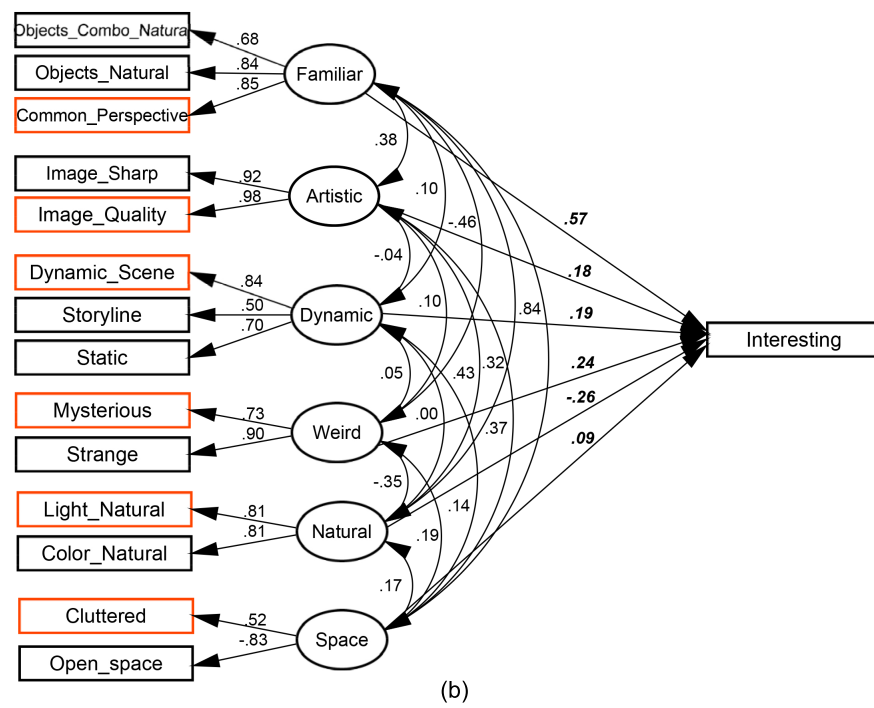 Objects_Combo_Natural
.68
Objects_Natural
.84
Familiar
.85
Common_Perspective
.38
Image_Sharp
.92
Artistic
.10
Image_Quality
.98
-.46
.57
-.04
.18
Dynamic_Scene
.84
.10
.84
.19
Storyline
.50
Dynamic
Static
.70
Interesting
.05
.43
.32
.24
Mysterious
.73
.00
.37
-.26
Weird
Strange
.90
.09
-.35
Light_Natural
.81
.14
Natural
.19
Color_Natural
.81
.17
Cluttered
.52
Space
-.83
Open_space
(b)